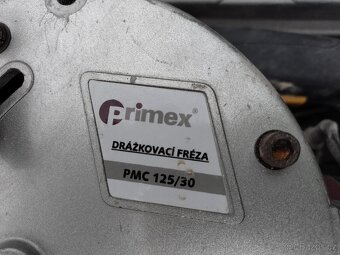 Primex®
DRÁŽKOVACÍ FRÉZA
PMC 125/30